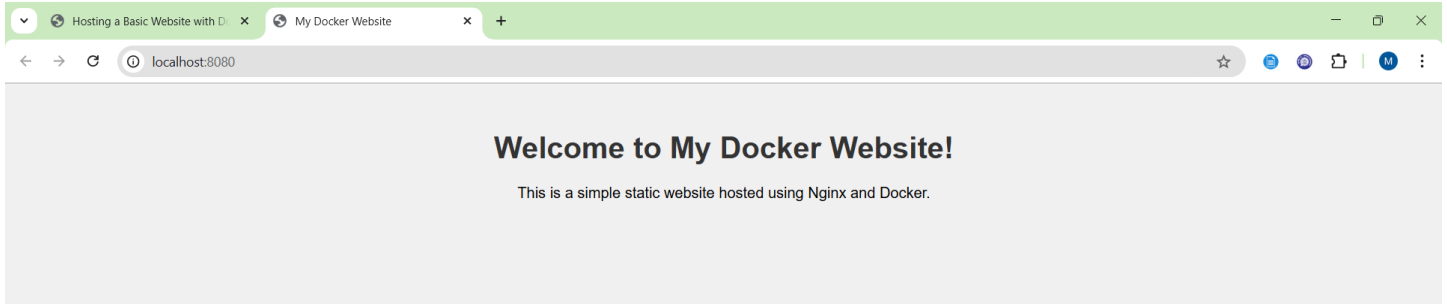 Hosting a Basic Website with D
My Docker Website
localhost:8080
M
Welcome to My Docker Website!
This is a simple static website hosted using Nginx and Docker.